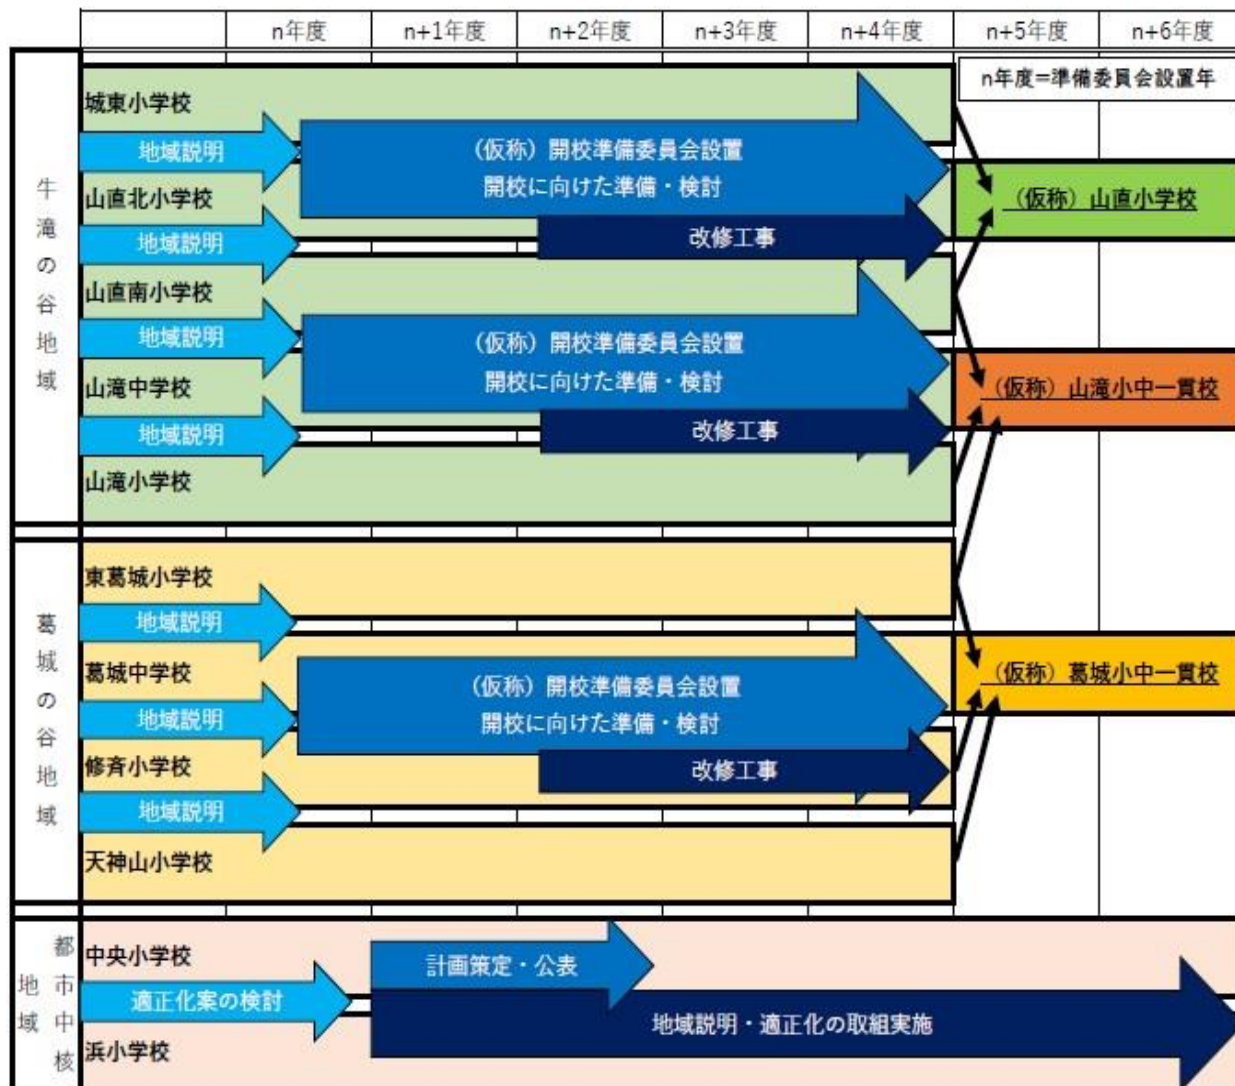 n年度 n+1年度 n+2年度 n+3年度 n+4年度 n+5年度 n+6年度
n年度=準備委員会設置年
牛滝の谷地域
城東小学校
地域説明
(仮称)開校準備委員会設置
開校に向けた準備・検討
山直北小学校
(仮称)山直小学校
地域説明
改修工事
山直南小学校
地域説明
(仮称)開校準備委員会設置
開校に向けた準備・検討
山滝中学校
(仮称)山滝小中一貫校
地域説明
改修工事
山滝小学校
葛城の谷地域
東葛城小学校
地域説明
葛城中学校
(仮称)開校準備委員会設置
開校に向けた準備・検討
(仮称)葛城小中一貫校
地域説明
修斉小学校
改修工事
地域説明
天神山小学校
都市中核
地域
中央小学校
計画策定・公表
適正化案の検討
地域説明・適正化の取組実施
浜小学校